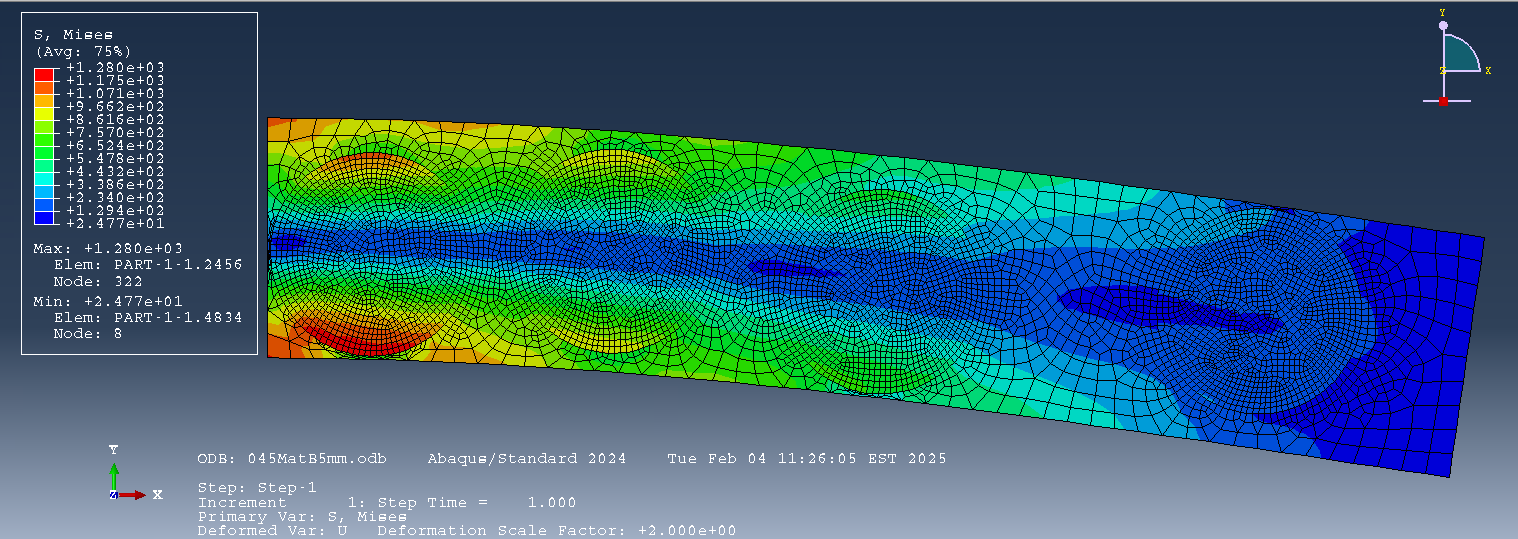 S, Mises
(Avg: 75%)
+1.280e+03
+1.175e+03
+1.071e+03
+9.662e+02
+8.616e+02
+7.570e+02
+6.524e+02
+5.478e+02
+4.432e+02
+3.386e+02
+2.340e+02
+1.294e+02
+2.477e+01
Max: +1.280e+03
Elem: PART-1-1.2456
Node: 322
Min: +2.477e+01
Elem: PART-1-1.4834
Node: 8
Y
Z X
Y
Z X
ODB: 045MatB5mm.odb Abaqus/Standard 2024 Tue Feb 04 11:26:05 EST 2025
Step: Step-1
Increment 1: Step Time = 1.000
Primary Var: S, Mises
Deformed Var: U Deformation Scale Factor: +2.000e+00